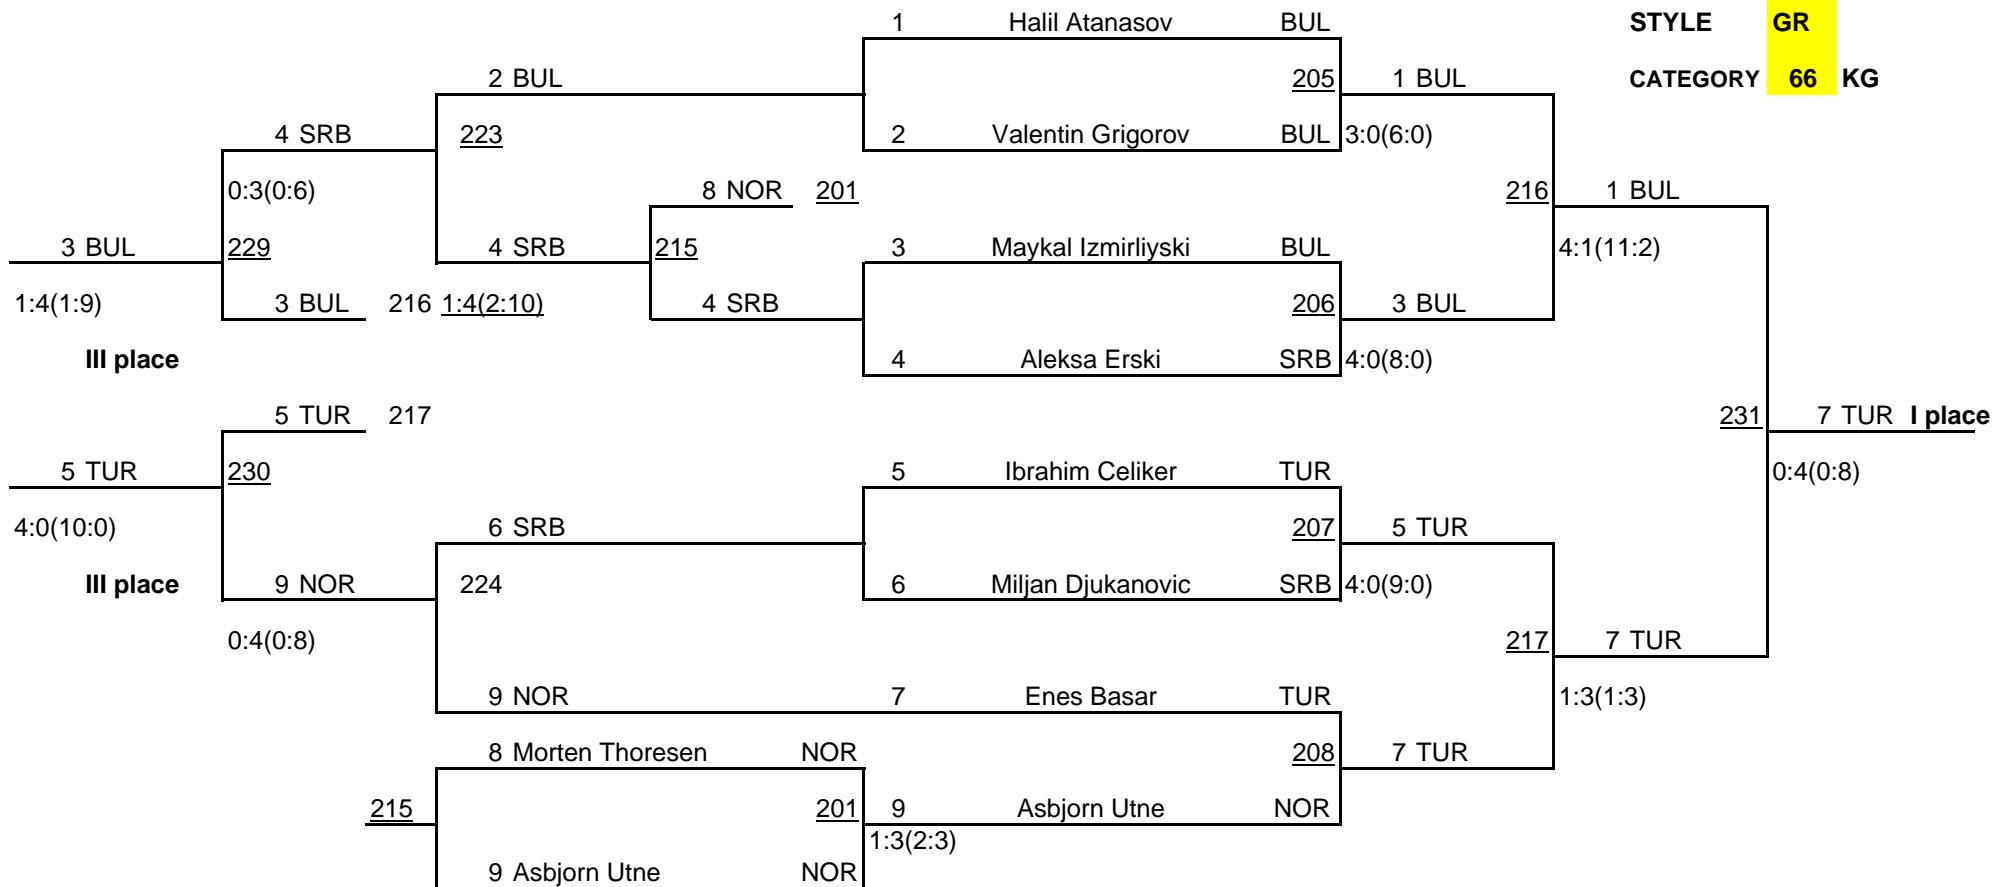 1 Halil Atanasov BUL STYLE GR
2 BUL 205 1 BUL CATEGORY 66 KG
4 SRB 223 2 Valentin Grigorov BUL 3:0(6:0)
0:3(0:6) 8 NOR 201 216 1 BUL
3 BUL 229 4 SRB 215 3 Maykal Izmirliyski BUL 4:1(11:2)
1:4(1:9) 3 BUL 216 1:4(2:10) 4 SRB 206 3 BUL
III place 4 Aleksa Erski SRB 4:0(8:0)
5 TUR 217 231 7 TUR I place
5 TUR 230 5 Ibrahim Celiker TUR 0:4(0:8)
4:0(10:0) 6 SRB 207 5 TUR
III place 9 NOR 224 6 Miljan Djukanovic SRB 4:0(9:0)
0:4(0:8) 217 7 TUR
9 NOR 7 Enes Basar TUR 1:3(1:3)
8 Morten Thoresen NOR 208 7 TUR
215 201 9 Asbjorn Utne NOR
1:3(2:3)
9 Asbjorn Utne NOR